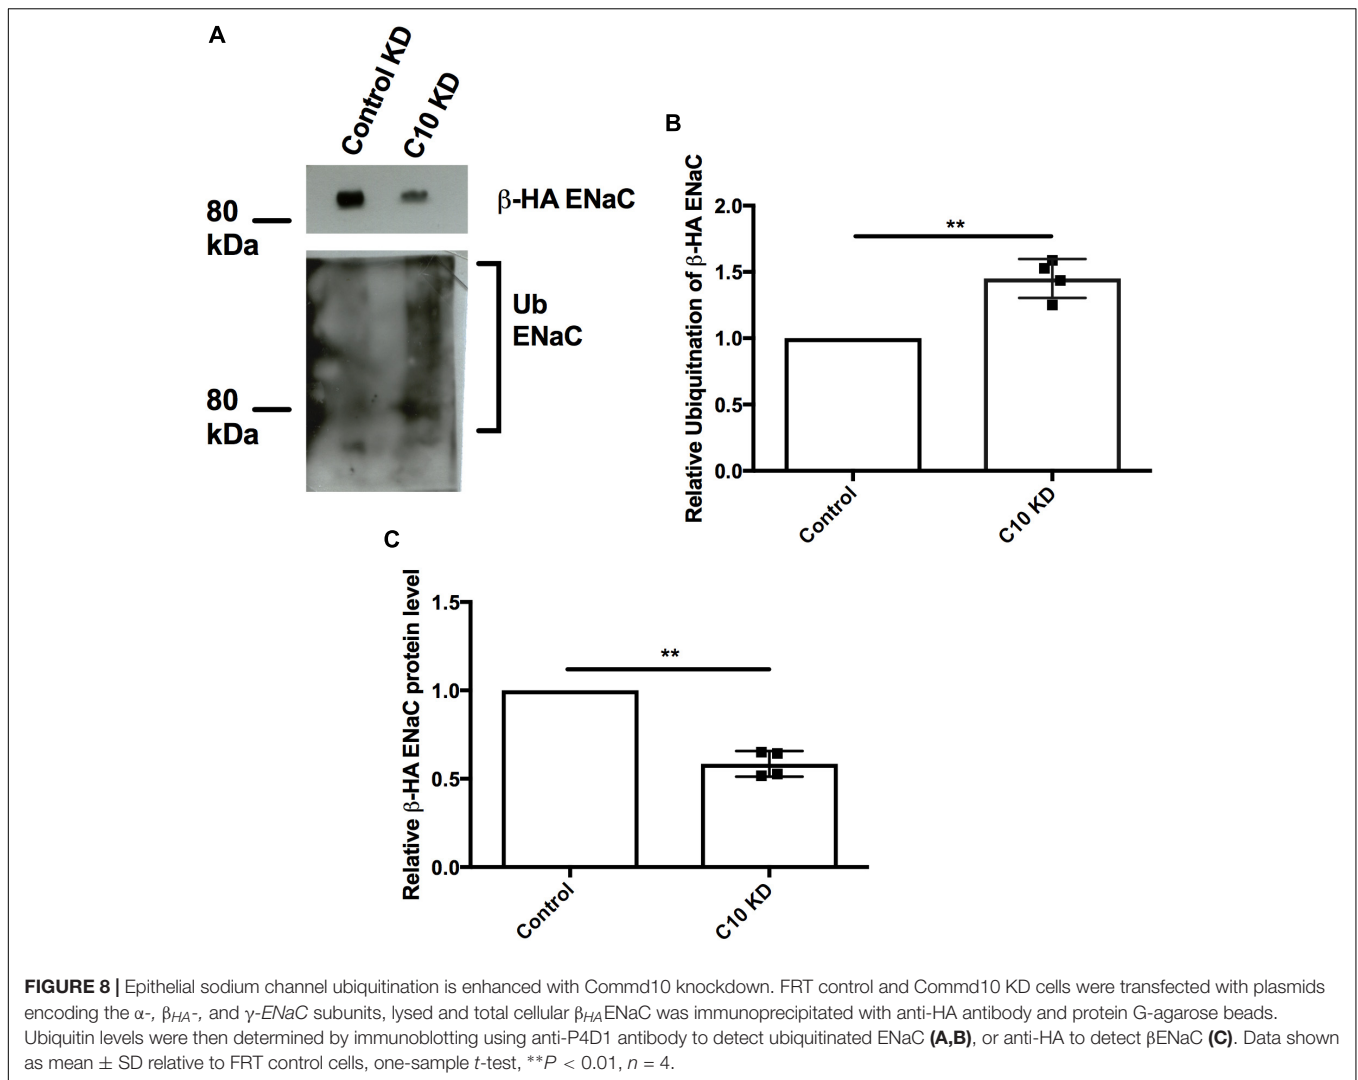 A
Control KD
C10 KD
80
kDa
β-HA ENaC
80
kDa
Ub
ENaC
B
Relative Ubiquitnation of β-HA ENaC
2.0
1.5
1.0
0.5
0.0
**
Control
C10 KD
C
Relative β-HA ENaC protein level
1.5
1.0
0.5
0.0
**
Control
C10 KD
FIGURE 8 | Epithelial sodium channel ubiquitination is enhanced with Commd10 knockdown. FRT control and Commd10 KD cells were transfected with plasmids
encoding the α-, βHA-, and γ-ENaC subunits, lysed and total cellular βHAENaC was immunoprecipitated with anti-HA antibody and protein G-agarose beads.
Ubiquitin levels were then determined by immunoblotting using anti-P4D1 antibody to detect ubiquitinated ENaC (A,B), or anti-HA to detect βENaC (C). Data shown
as mean ± SD relative to FRT control cells, one-sample t-test, **P < 0.01, n = 4.